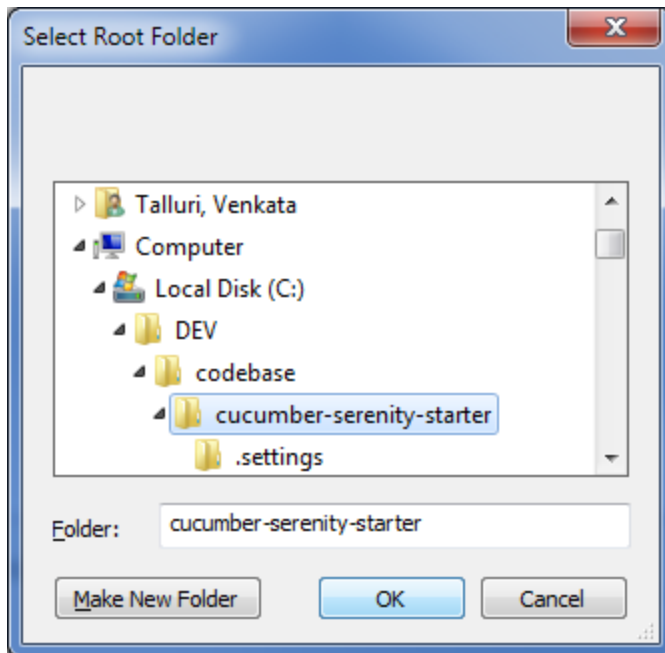 Select Root Folder
Talluri, Venkata
Computer
Local Disk (C:)
DEV
codebase
cucumber-serenity-starter
.settings
Folder: cucumber-serenity-starter
Make New Folder OK Cancel